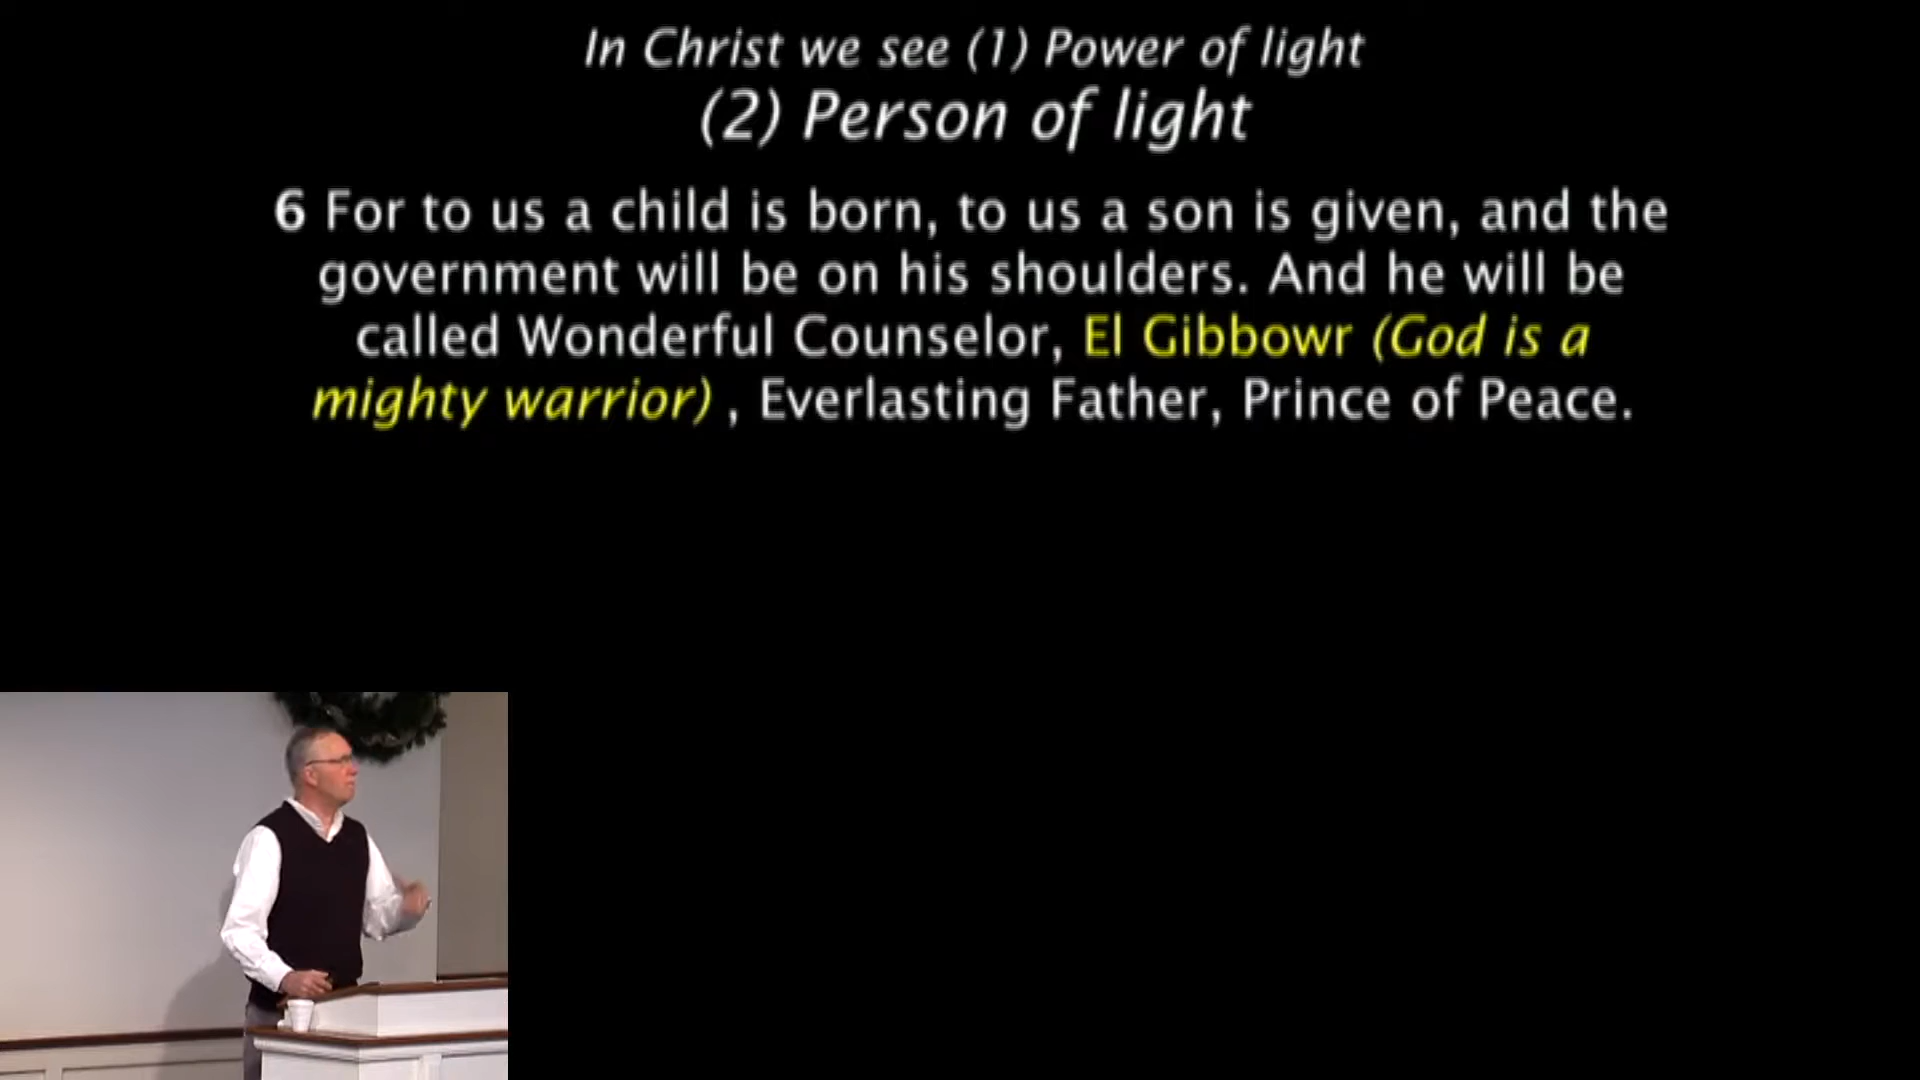 In Christ we see (1) Power of light
(2) Person of light
6 For to us a child is born, to us a son is given, and the
government will be on his shoulders. And he will be
called Wonderful Counselor, El Gibbowr (God is a
mighty warrior) , Everlasting Father, Prince of Peace.